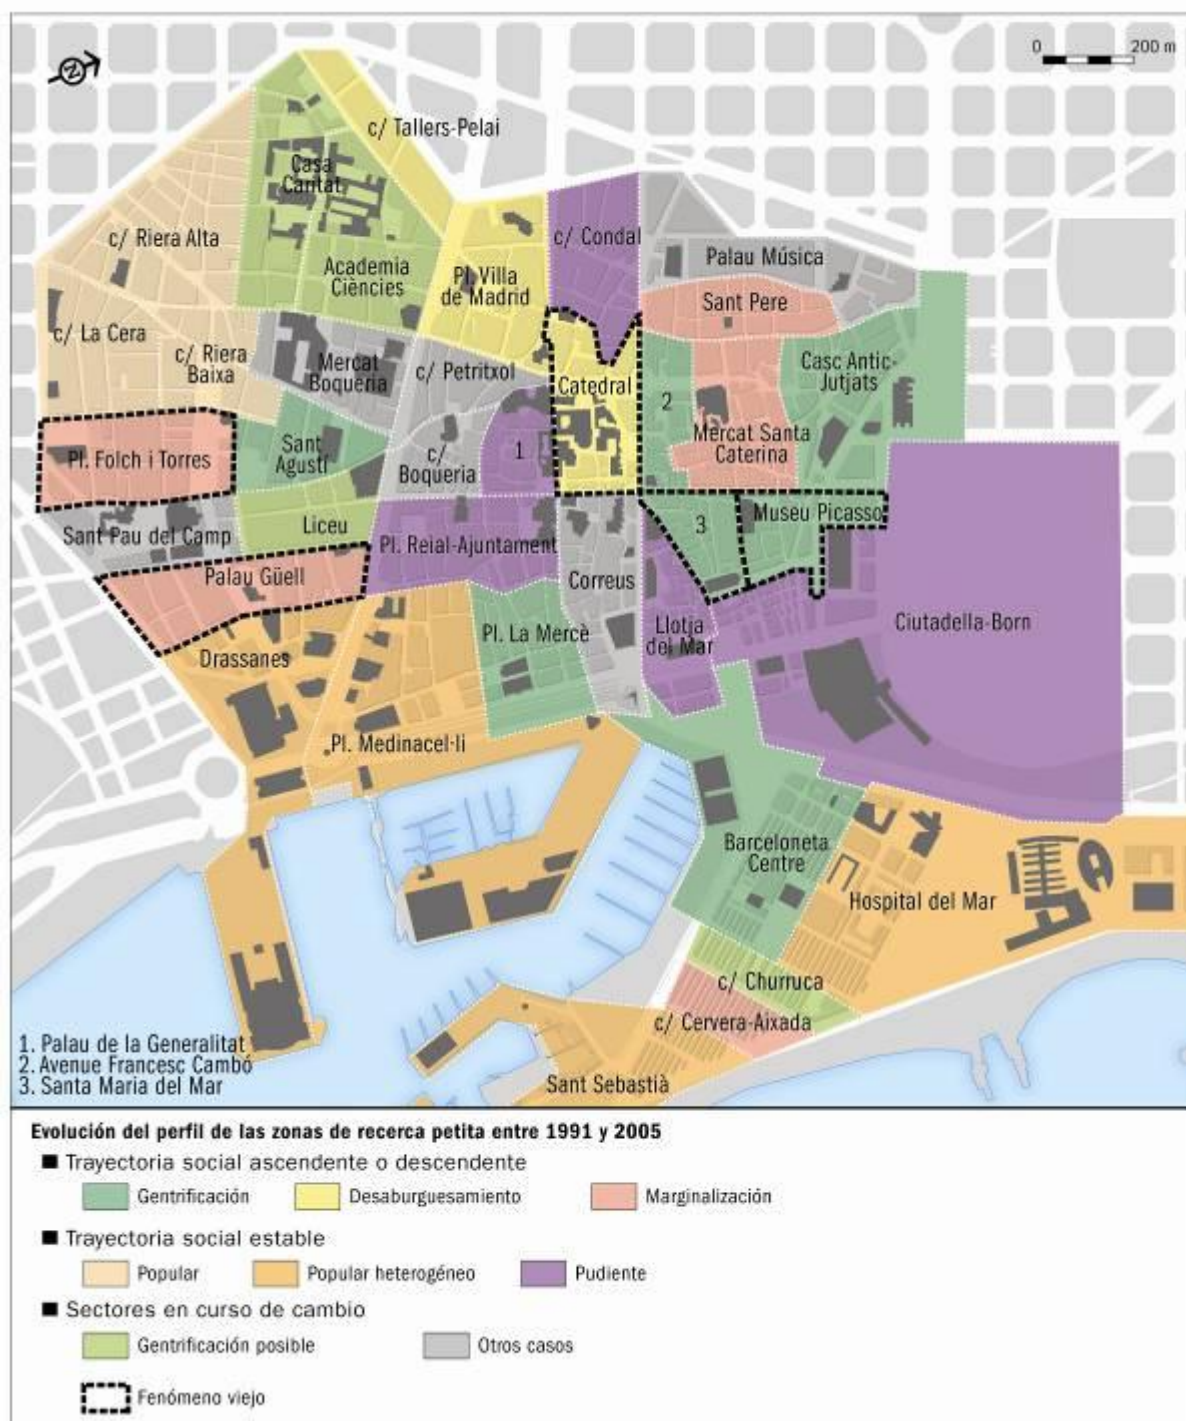 N
0 200 m
c/ Tallers-Pelai
Casa
Caritat
c/ Riera Alta
c/ Condal
Academia
Ciències
Pl. Villa
de Madrid
Palau Música
Sant Pere
c/ La Cera
c/ Riera
Baixa
Mercat
Boqueria
c/ Petritxol
Catedral
2
Casc Antic-
Jutjats
Pl. Folch i Torres
Sant
Agustí
c/
Boqueria
1
Mercat Santa
Caterina
Sant Pau del Camp
Liceu
Pl. Reial-Ajuntament
3
Museu Picasso
Palau Güell
Correus
Pl. La Mercè
Llotja
del Mar
Ciutadella-Born
Drassanes
Pl. Medinacel·li
Barceloneta
Centre
Hospital del Mar
c/ Churruca
c/ Cervera-Aixada
Sant Sebastià
1. Palau de la Generalitat
2. Avenue Francesc Cambó
3. Santa Maria del Mar
Evolución del perfil de las zonas de recerca petita entre 1991 y 2005
Trayectoria social ascendente o descendente
Gentrificación Desaburguesamiento Marginalización
Trayectoria social estable
Popular Popular heterogéneo Pudiente
Sectores en curso de cambio
Gentrificación posible Otros casos
Fenómeno viejo